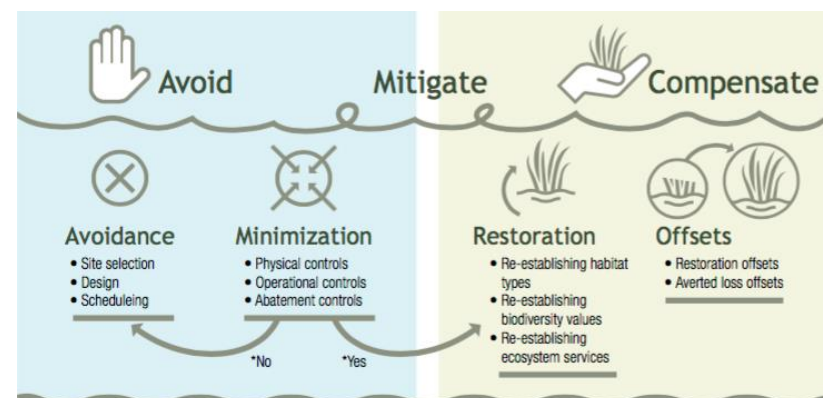 Avoid
Mitigate
Compensate
Avoidance
• Site selection
• Design
• Scheduleing
Minimization
• Physical controls
• Operational controls
• Abatement controls
*No
*Yes
Restoration
• Re-establishing habitat
types
• Re-establishing
biodiversity values
• Re-establishing
ecosystem services
Offsets
• Restoration offsets
• Averted loss offsets